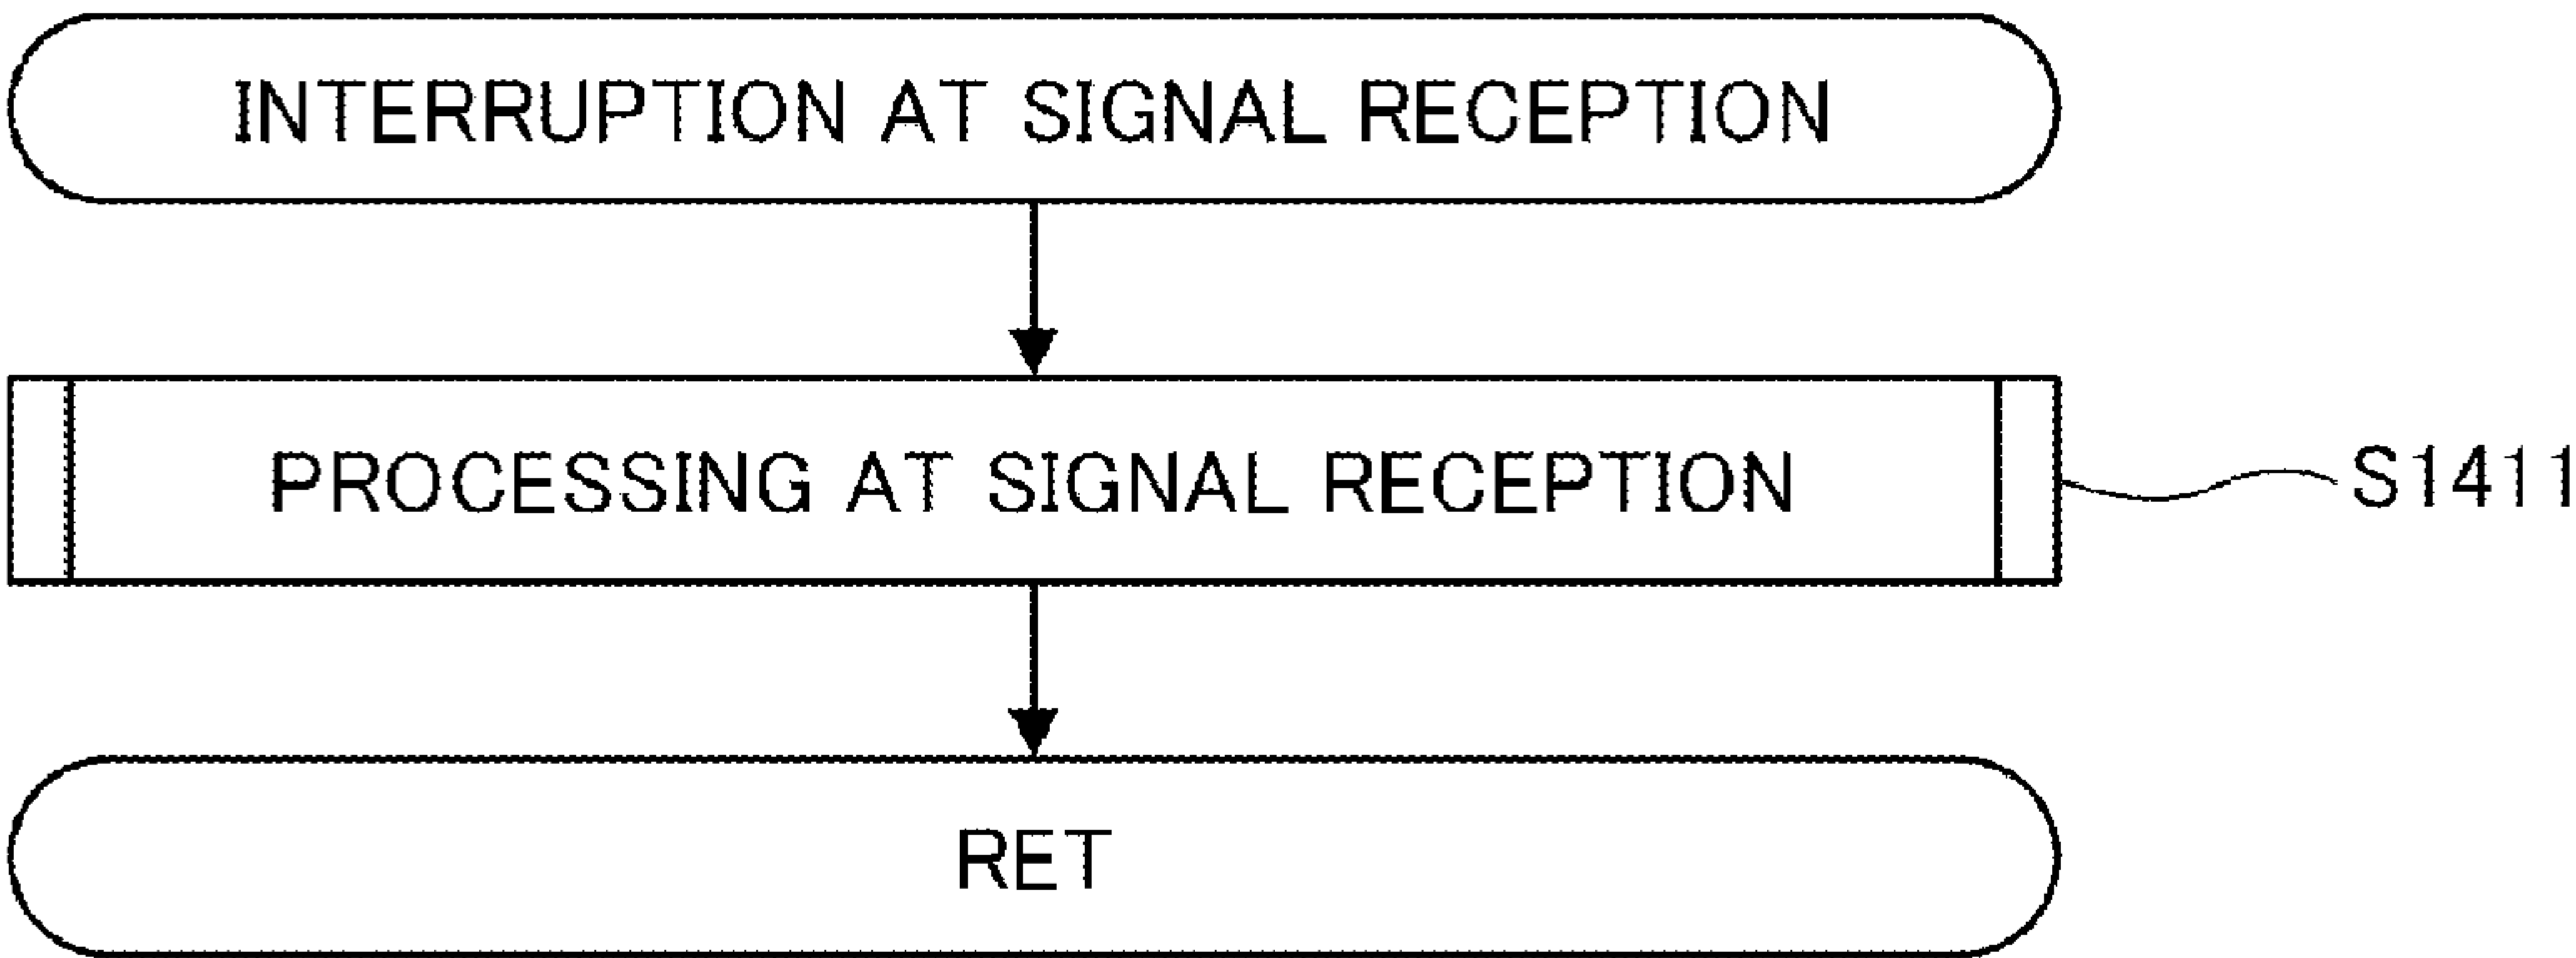 INTERRUPTION AT SIGNAL RECEPTION
PROCESSING AT SIGNAL RECEPTION
S1411
RET